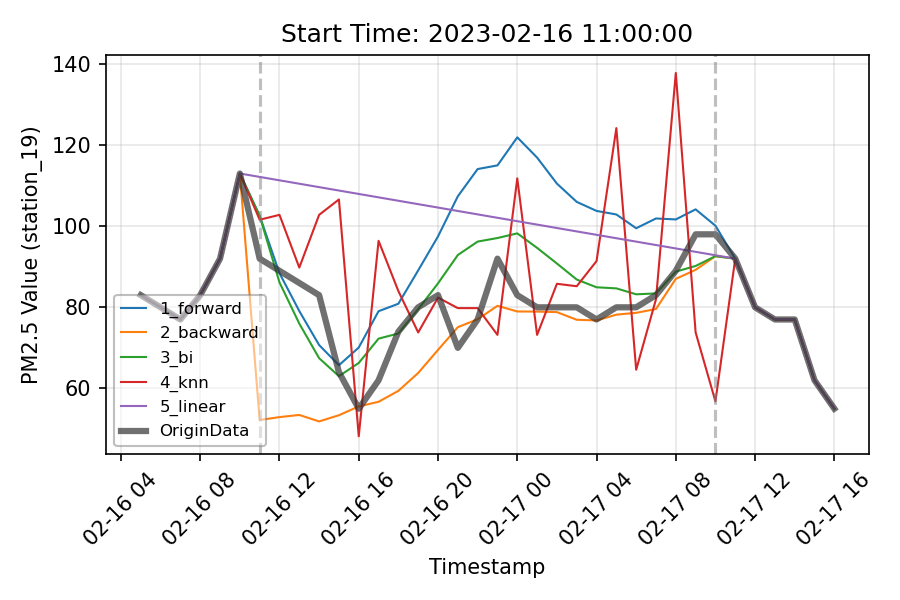 Start Time: 2023-02-16 11:00:00
PM2.5 Value (station_19)
140
120
100
80
60
1_forward
2_backward
3_bi
4_knn
5_linear
OriginData
02-16 04
02-16 08
02-16 12
02-16 16
02-16 20
02-17 00
02-17 04
02-17 08
02-17 12
02-17 16
Timestamp